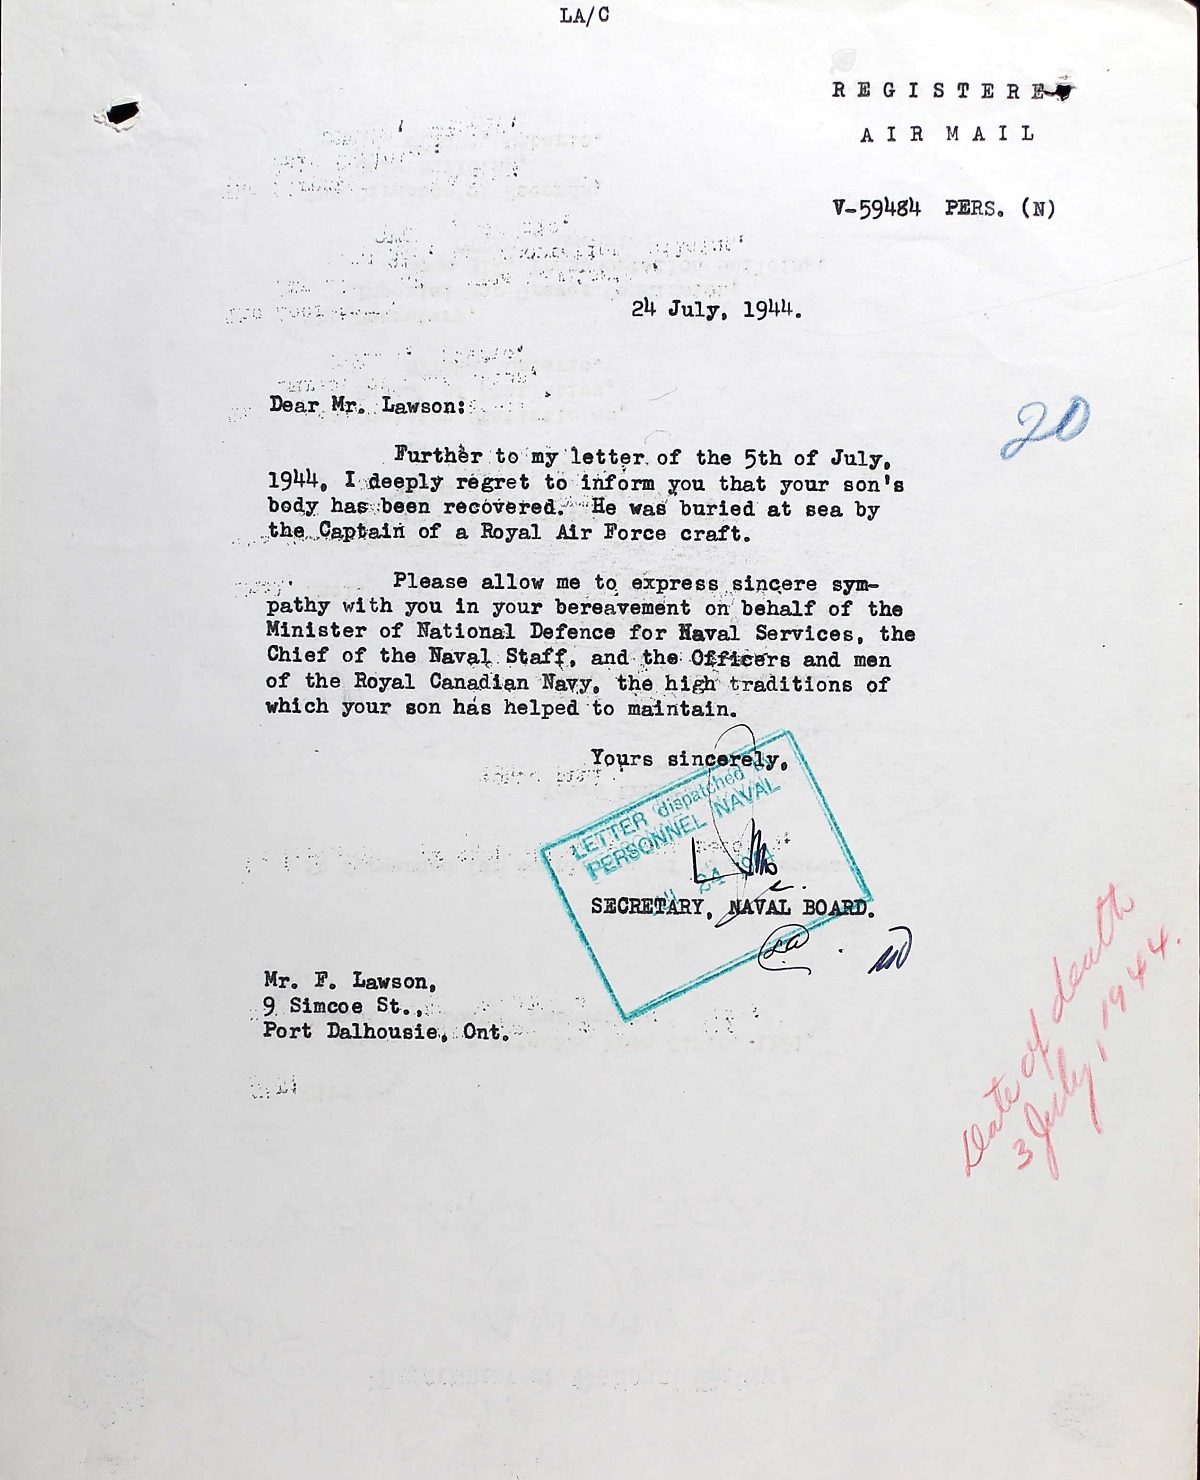 LA/C
REGISTERED
AIR MAIL
V-59484 PERS. (N)
24 July, 1944.
Dear Mr. Lawson:
20
Further to my letter of the 5th of July,
1944, I deeply regret to inform you that your son's
body has been recovered. He was buried at sea by
the Captain of a Royal Air Force craft.
Please allow me to express sincere sym-
pathy with you in your bereavement on behalf of the
Minister of National Defence for Naval Services, the
Chief of the Naval Staff, and the Officers and men
of the Royal Canadian Navy, the high traditions of
which your son has helped to maintain.
Yours sincerely,
LETTER dispatched
PERSONNEL NAVAL
24
SECRETARY, NAVAL BOARD.
Mr. F. Lawson,
9 Simcoe St.,
Port Dalhousie, Ont.
Date of death
3 July, 1944.